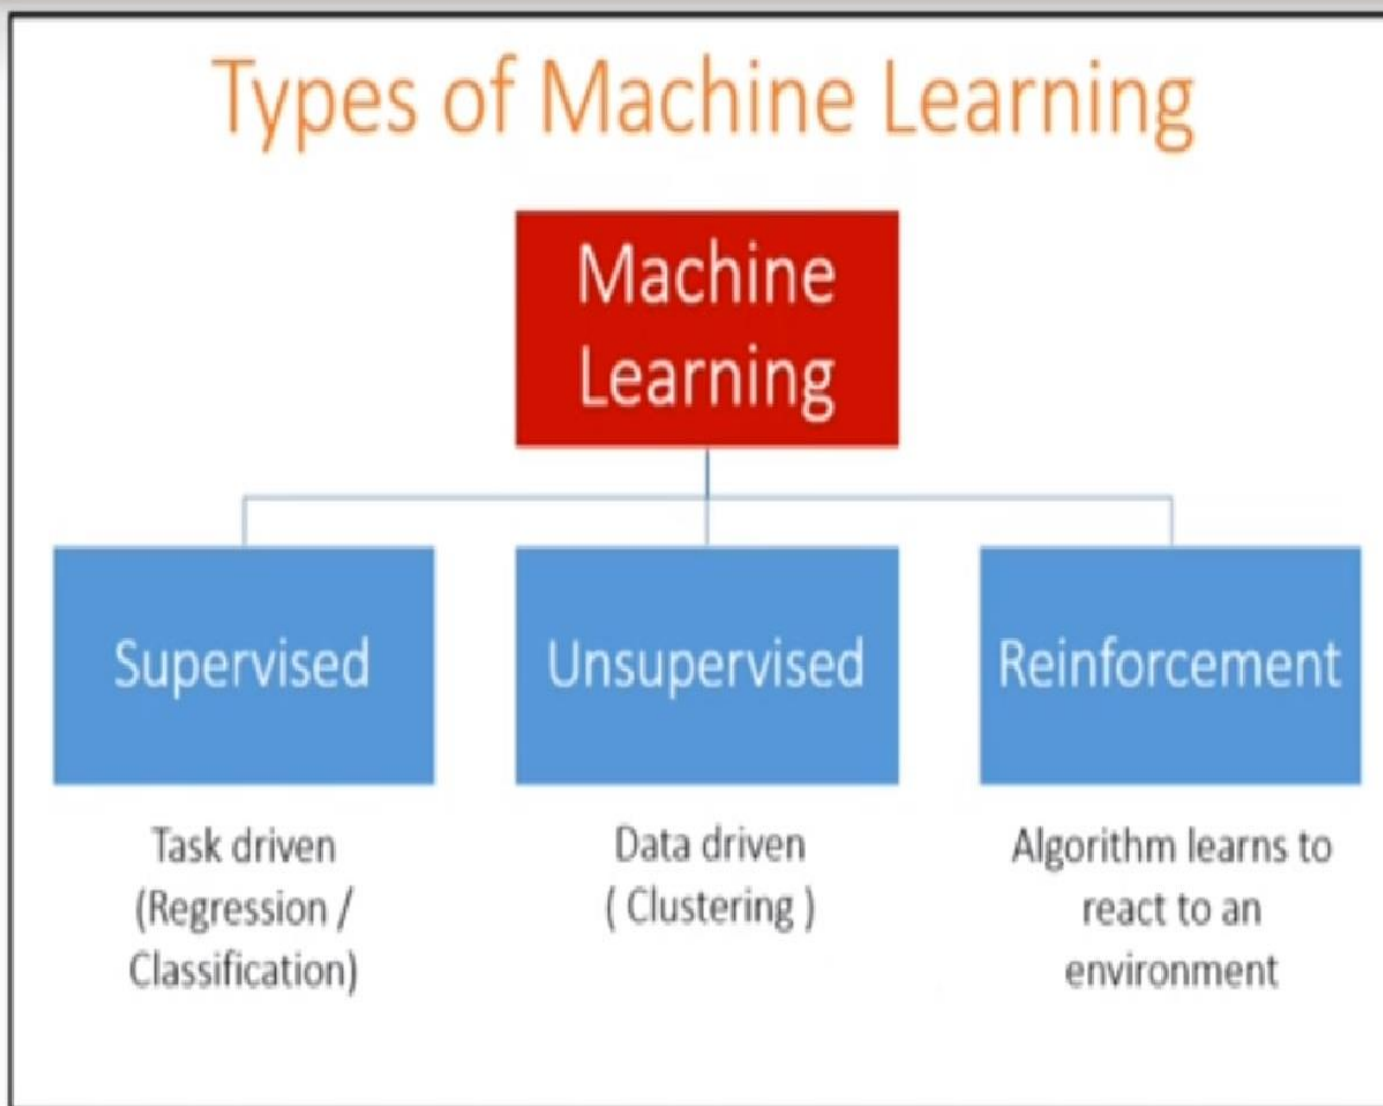 Types of Machine Learning
Machine
Learning
Supervised
Unsupervised
Reinforcement
Task driven
(Regression /
Classification)
Data driven
( Clustering )
Algorithm learns to
react to an
environment